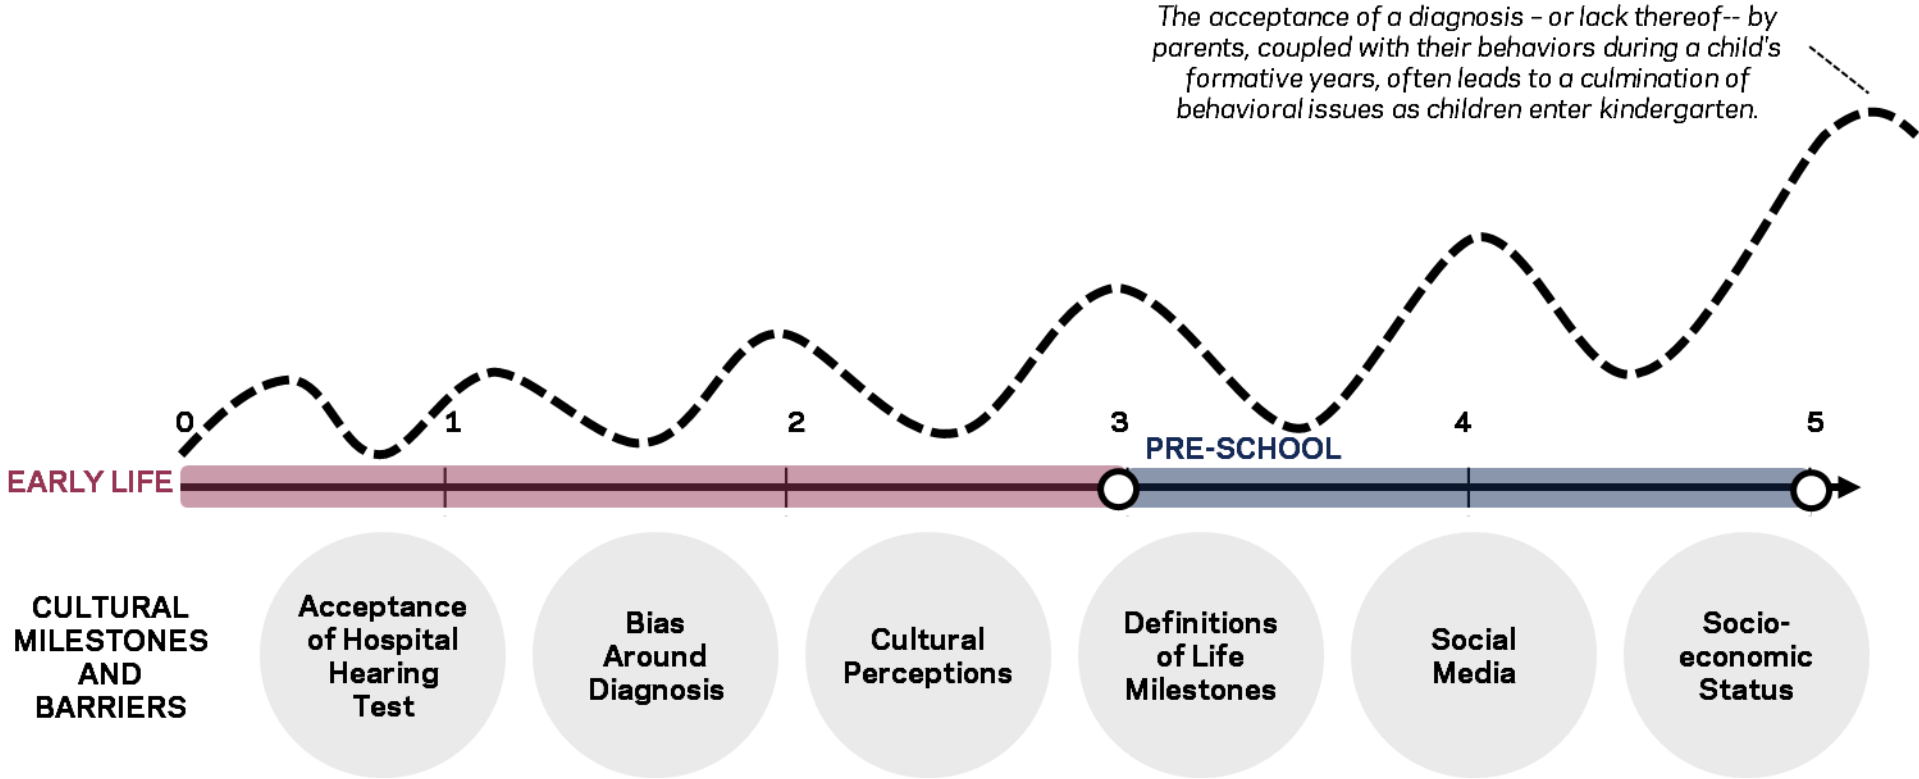 The acceptance of a diagnosis – or lack thereof-- by
parents, coupled with their behaviors during a child's
formative years, often leads to a culmination of
behavioral issues as children enter kindergarten.
0
1
2
3
4
5
PRE-SCHOOL
EARLY LIFE
CULTURAL
MILESTONES
AND
BARRIERS
Acceptance
of Hospital
Hearing
Test
Bias
Around
Diagnosis
Cultural
Perceptions
Definitions
of Life
Milestones
Social
Media
Socio-
economic
Status